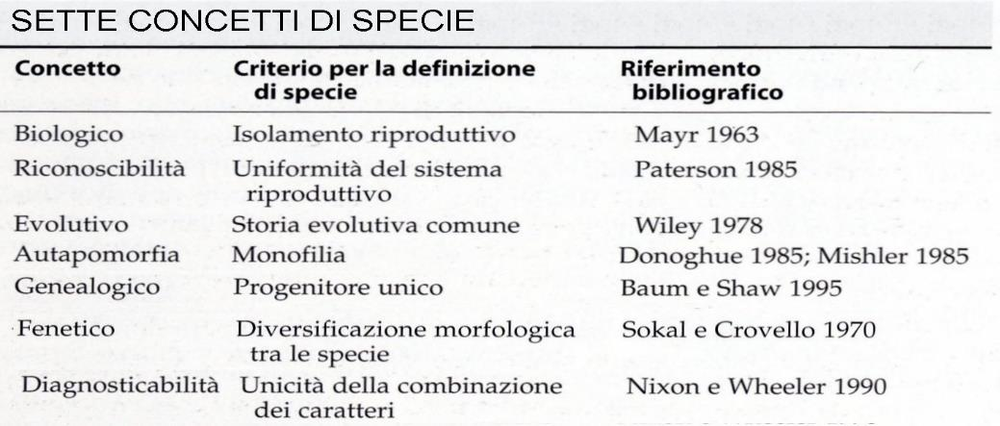 SETTE CONCETTI DI SPECIE
Concetto Criterio per la definizione di specie Riferimento bibliografico
Biologico Isolamento riproduttivo Mayr 1963
Riconoscibilità Uniformità del sistema riproduttivo Paterson 1985
Evolutivo Storia evolutiva comune Wiley 1978
Autapomorfia Monofilia Donoghue 1985; Mishler 1985
Genealogico Progenitore unico Baum e Shaw 1995
Fenetico Diversificazione morfologica tra le specie Sokal e Crovello 1970
Diagnosticabilità Unicità della combinazione dei caratteri Nixon e Wheeler 1990